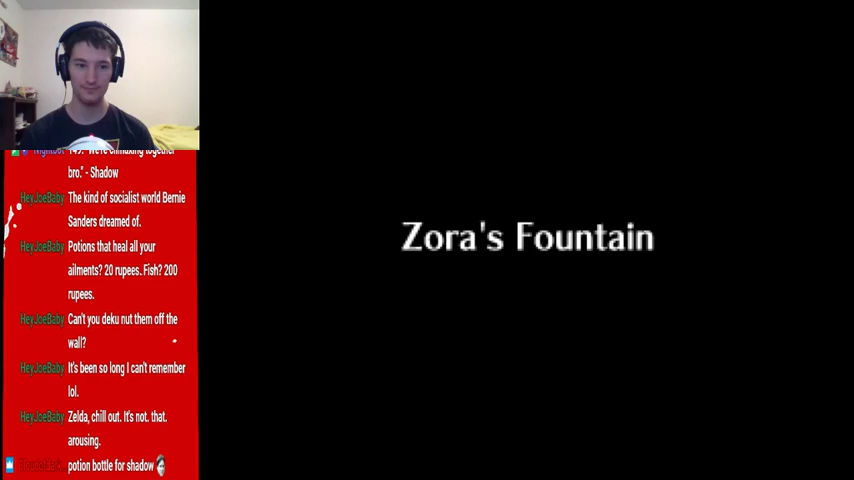 bro." - Shadow
HeyJoeBaby The kind of socialist world Bernie
Sanders dreamed of.
HeyJoeBaby Potions that heal all your
ailments? 20 rupees. Fish? 200
rupees.
HeyJoeBaby Can't you deku nut them off the
wall?
HeyJoeBaby It's been so long I can't remember
lol.
HeyJoeBaby Zelda, chill out. It's not. that.
arousing.
potion bottle for shadow
Zora's Fountain